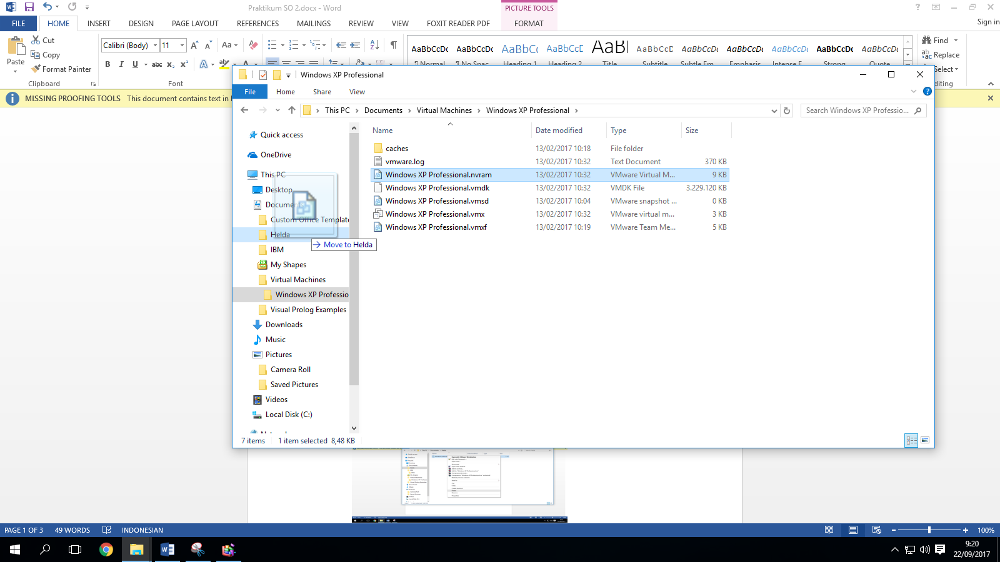 Praktikum SO 2.docx - Word
PICTURE TOOLS
?
FILE
HOME
INSERT
DESIGN
PAGE LAYOUT
REFERENCES
MAILINGS
REVIEW
VIEW
FOXIT READER PDF
FORMAT
Sign in
Paste
Cut
Copy
Format Painter
Clipboard
Calibri (Body)
11
Font
AaBbCcDc
¶ Normal
AaBbCcDc
¶ No Spac...
AaBbCc
Heading 1
AaBbCcD
Heading 2
AaBl
Title
AaBbCcD
Subtitle
AaBbCcDc
Subtle Em...
AaBbCcDc
Emphasis
AaBbCcDc
Intense E...
AaBbCcDc
Strong
AaBbCcDc
Quote
Find
Replace
Select
diting
MISSING PROOFING TOOLS This document contains text in
Windows XP Professional
File
Home
Share
View
This PC > Documents > Virtual Machines > Windows XP Professional >
Search Windows XP Professio...
Quick access
OneDrive
This PC
Desktop
Document
Custom Office Template
Helda
Move to Helda
IBM
My Shapes
Virtual Machines
Windows XP Professio
Visual Prolog Examples
Downloads
Music
Pictures
Camera Roll
Saved Pictures
Videos
Local Disk (C:)
Name Date modified Type Size
caches 13/02/2017 10:18 File folder
vmware.log 13/02/2017 10:32 Text Document 370 KB
Windows XP Professional.nvram 13/02/2017 10:32 VMware Virtual M... 9 KB
Windows XP Professional.vmdk 13/02/2017 10:32 VMDK File 3.229.120 KB
Windows XP Professional.vmsd 13/02/2017 10:04 VMware snapshot ... 0 KB
Windows XP Professional.vmx 13/02/2017 10:32 VMware virtual m... 3 KB
Windows XP Professional.vmxf 13/02/2017 10:19 VMware Team Me... 5 KB
7 items 1 item selected 8,48 KB
PAGE 1 OF 3 49 WORDS INDONESIAN 100%
9:20
22/09/2017